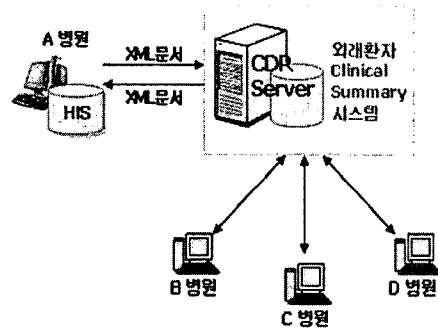 A 병원
XML문서
XML문서
HIS
CDR
Server
외래환자
Clinical
Summary
시스템
B 병원
C 병원
D 병원